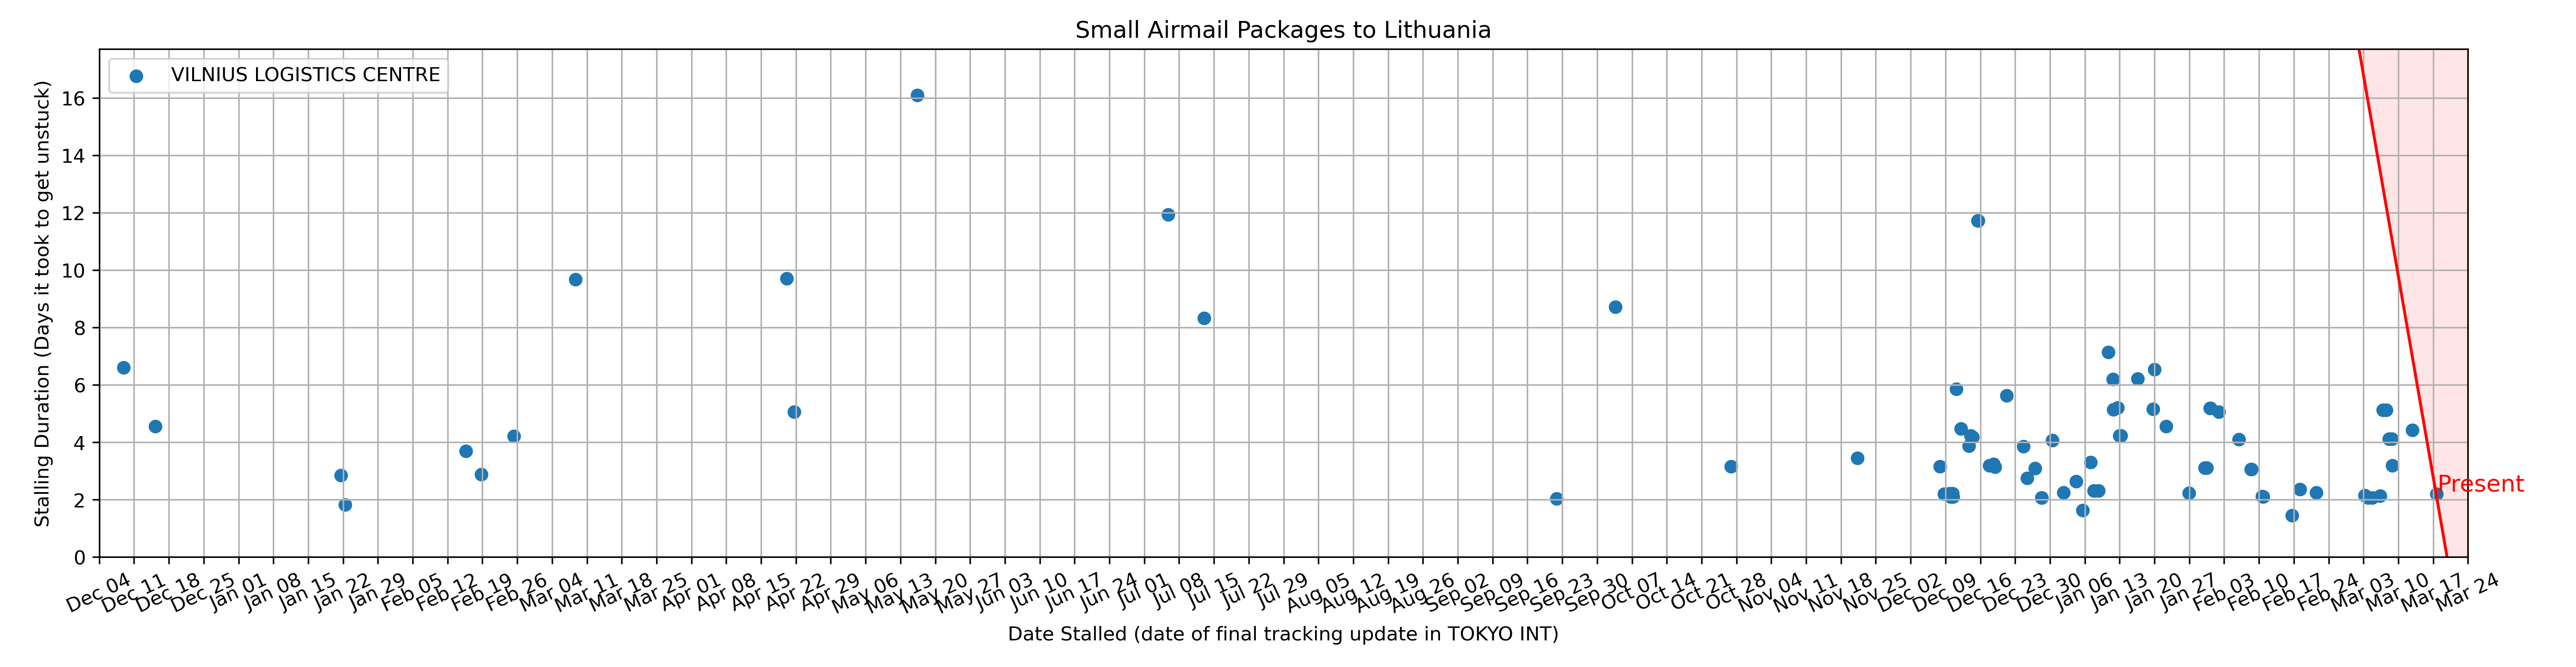 Small Airmail Packages to Lithuania
VILNIUS LOGISTICS CENTRE
Stalling Duration (Days it took to get unstuck)
16
14
12
10
8
6
4
2
0
Present
Dec 04
Dec 11
Dec 18
Dec 25
Jan 01
Jan 08
Jan 15
Jan 22
Jan 29
Feb 05
Feb 12
Feb 19
Feb 26
Mar 04
Mar 11
Mar 18
Mar 25
Apr 01
Apr 08
Apr 15
Apr 22
Apr 29
May 06
May 13
May 20
May 27
Jun 03
Jun 10
Jun 17
Jun 24
Jul 01
Jul 08
Jul 15
Jul 22
Jul 29
Aug 05
Aug 12
Aug 19
Aug 26
Sep 02
Sep 09
Sep 16
Sep 23
Sep 30
Oct 07
Oct 14
Oct 21
Oct 28
Nov 04
Nov 11
Nov 18
Nov 25
Dec 02
Dec 09
Dec 16
Dec 23
Dec 30
Jan 06
Jan 13
Jan 20
Jan 27
Feb 03
Feb 10
Feb 17
Feb 24
Mar 03
Mar 10
Mar 17
Mar 24
Date Stalled (date of final tracking update in TOKYO INT)